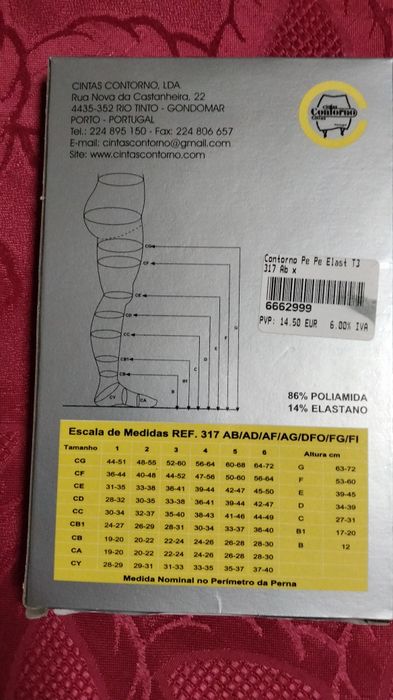 CINTAS CONTORNO, LDA
Rua Nova da Castanheira, 22
4435-352 RIO TINTO - GONDOMAR
PORTO - PORTUGAL
Tel.: 224 895 150 - Fax: 224 806 657
E-mail: cintascontorno@gmail.com
Site: www.cintascontorno.com
Cintas
Contorno
Cintas
CG
CF
CE
CD
CC
CB1
CB
CY
CA
B
B1
C
D
E
F
G
Contorno Pe Pe Elast T3
317 Ab x
6662999
PVP: 14.50 EUR 6.00% IVA
86% POLIAMIDA
14% ELASTANO
Escala de Medidas REF. 317 AB/AD/AF/AG/DFO/FG/FI
Tamanho 1 2 3 4 5 6 Altura cm
CG 44-51 48-55 52-60 56-64 60-68 64-72 G 63-72
CF 36-44 40-48 44-52 47-56 50-60 56-64 F 53-60
CE 31-35 33-38 36-41 39-44 42-47 45-50 E 39-45
CD 28-32 30-35 33-38 36-41 39-44 42-47 D 34-39
CC 30-34 32-37 35-40 38-43 41-46 44-49 C 27-31
CB1 24-27 26-29 28-31 30-34 33-37 36-40 B1 17-20
CB 19-20 20-22 22-24 24-26 26-28 28-30 B 12
CA 19-20 20-22 22-24 24-26 26-28 28-30
CY 28-29 29-31 31-33 33-35 35-37 37-40
Medida Nominal no Perímetro da Perna